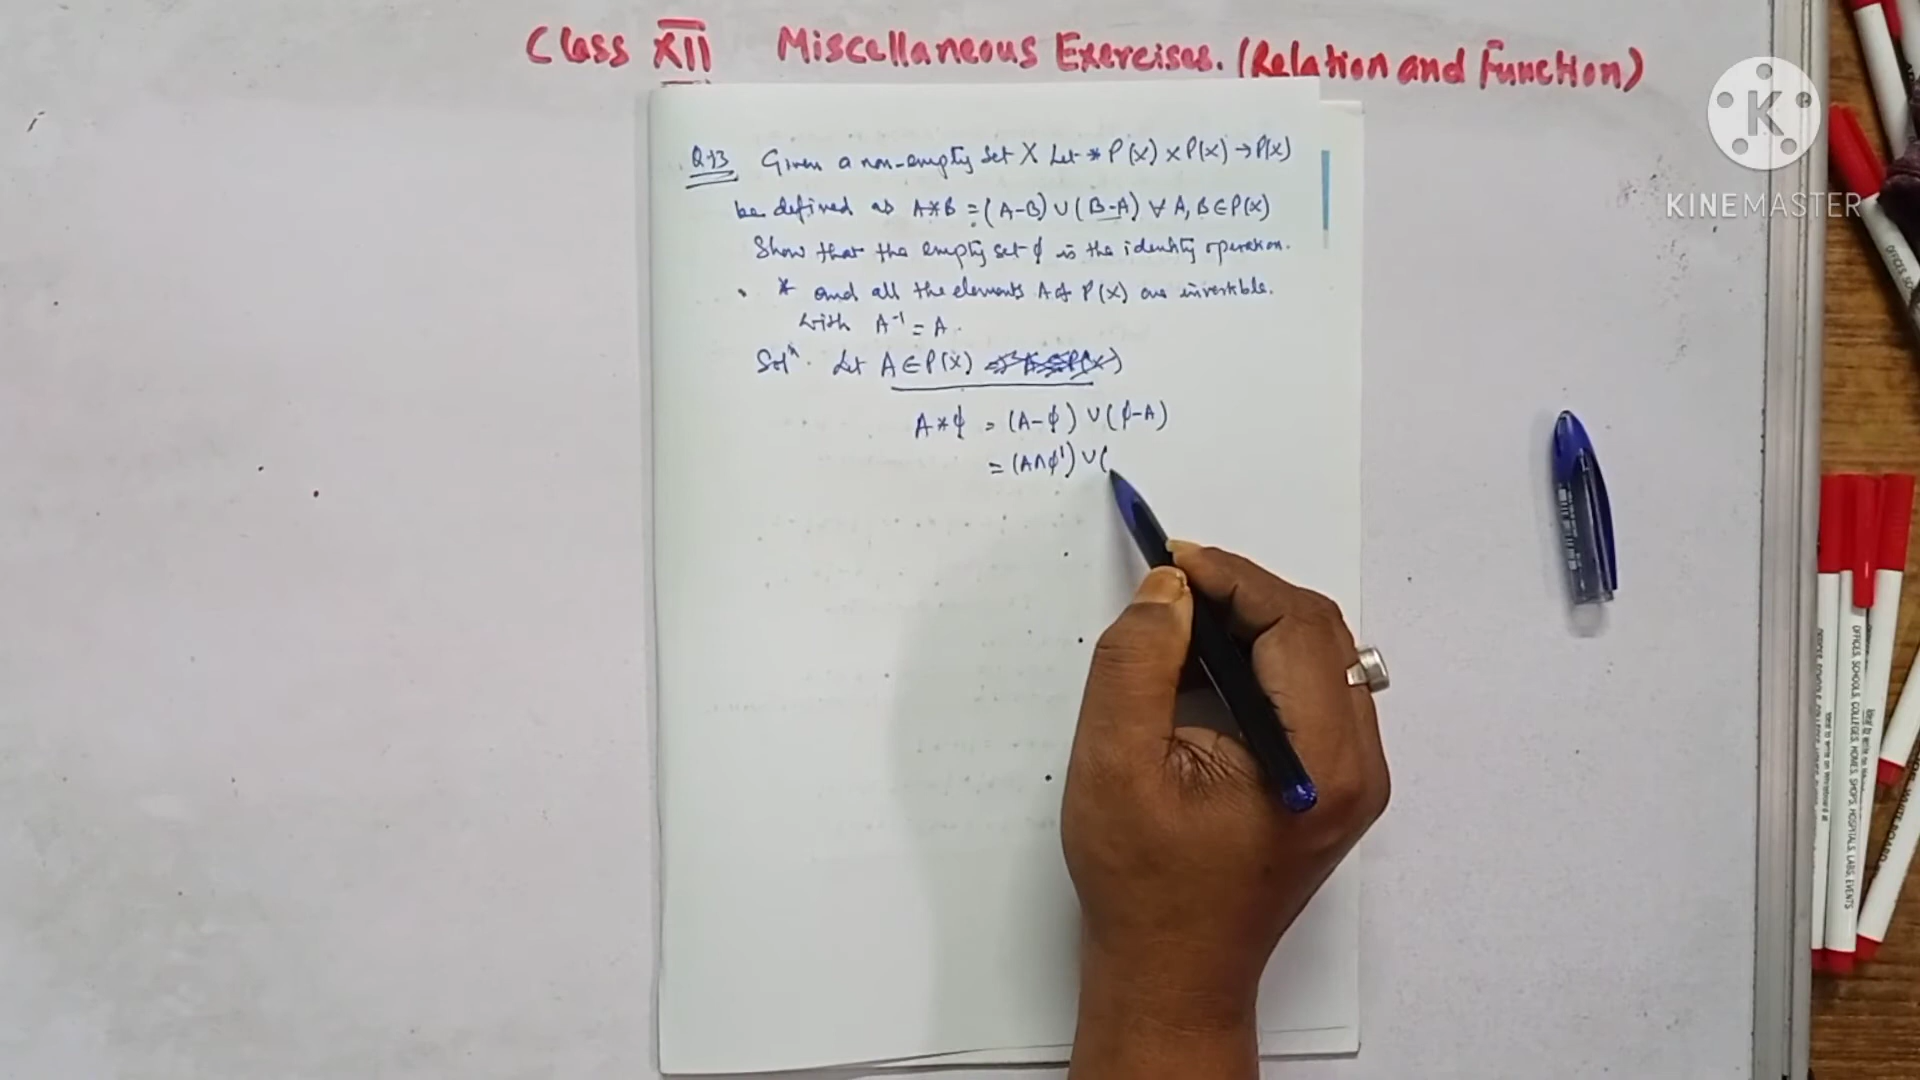 Class XII Miscellaneous Exercises. (Relation and Function)
K
KINEMASTER
Q.13 Given a non-empty set X Let * P(X) × P(X) → P(X)
be defined as A*B = (A-B) ∪ (B-A) ∀ A, B ∈ P(X)
Show that the empty set ϕ is the identity operation.
* and all the elements A of P(X) are invertible.
with A⁻¹ = A.
Solⁿ. Let A ∈ P(X)
A*ϕ = (A-ϕ) ∪ (ϕ-A)
= (A∩ϕ') ∪ (